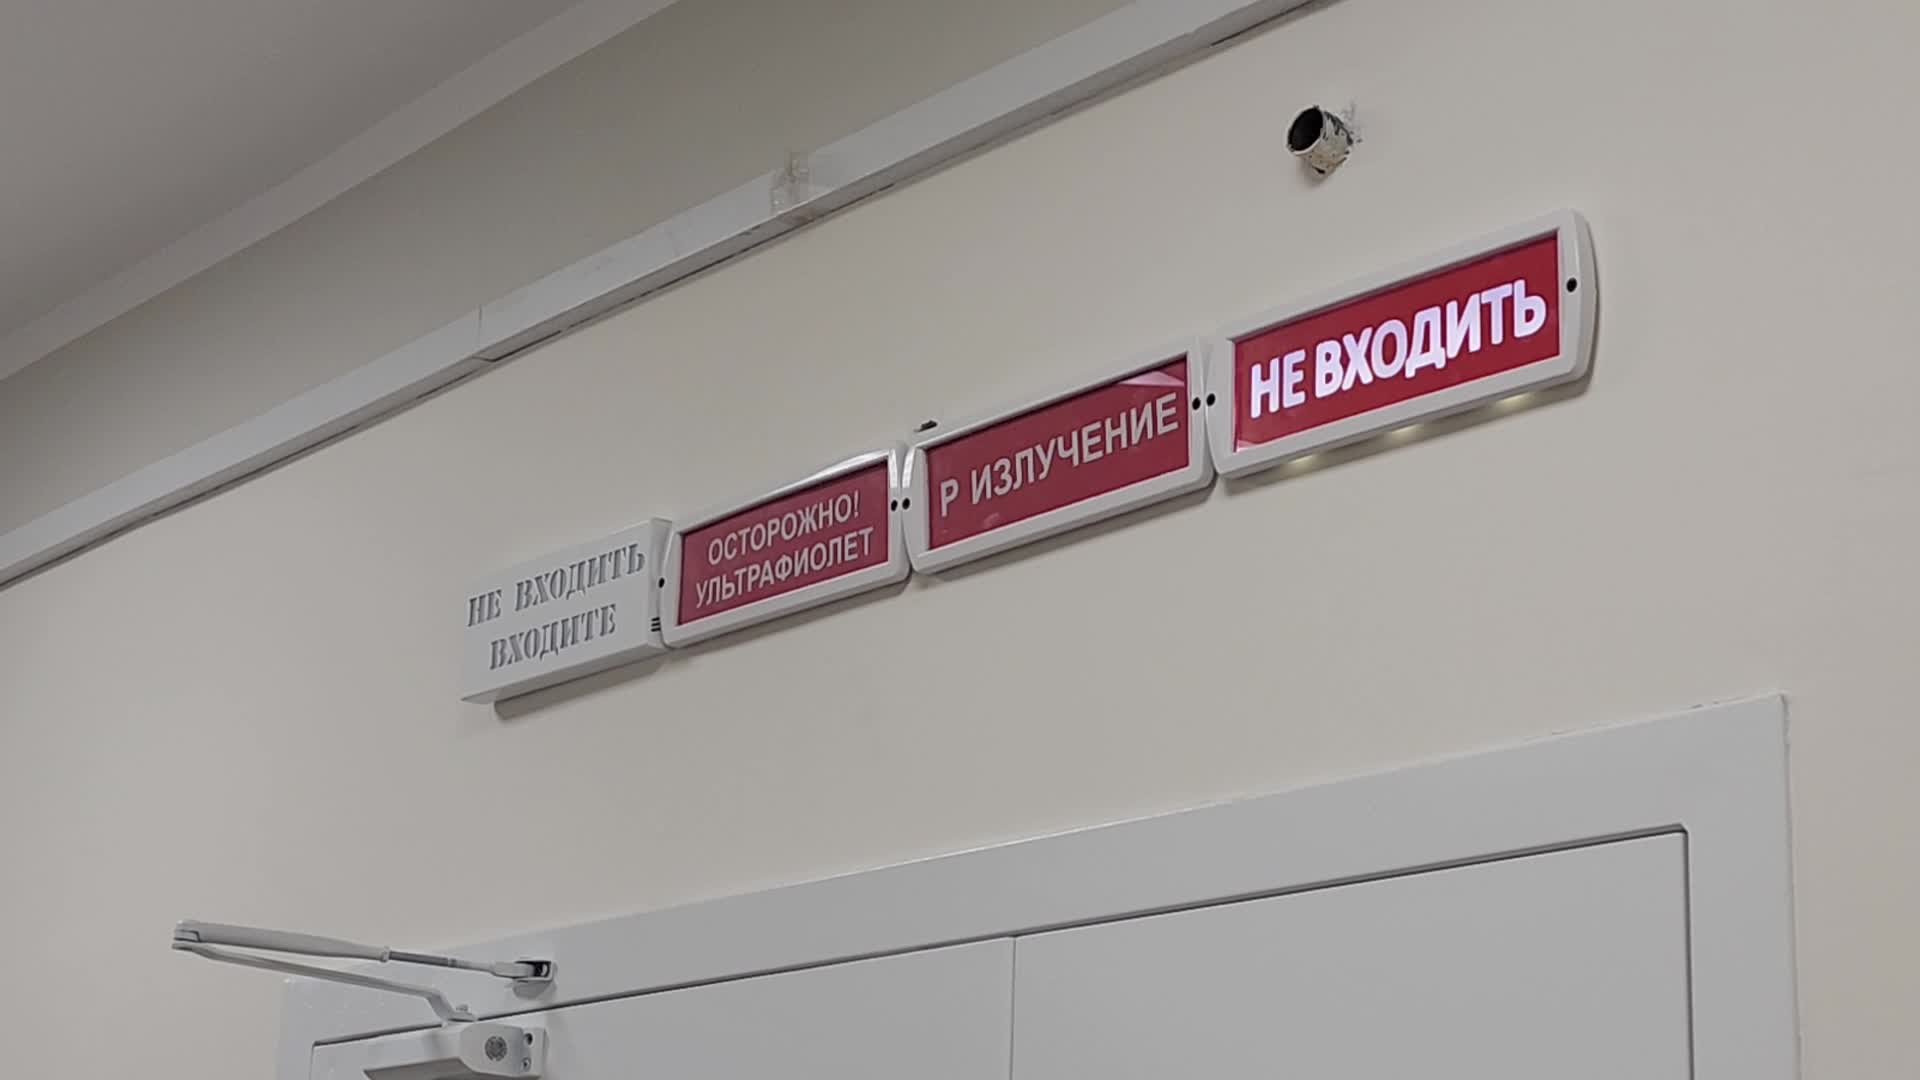 НЕ ВХОДИТЬ
ВХОДИТЕ
ОСТОРОЖНО!
УЛЬТРАФИОЛЕТ
Р ИЗЛУЧЕНИЕ
НЕ ВХОДИТЬ